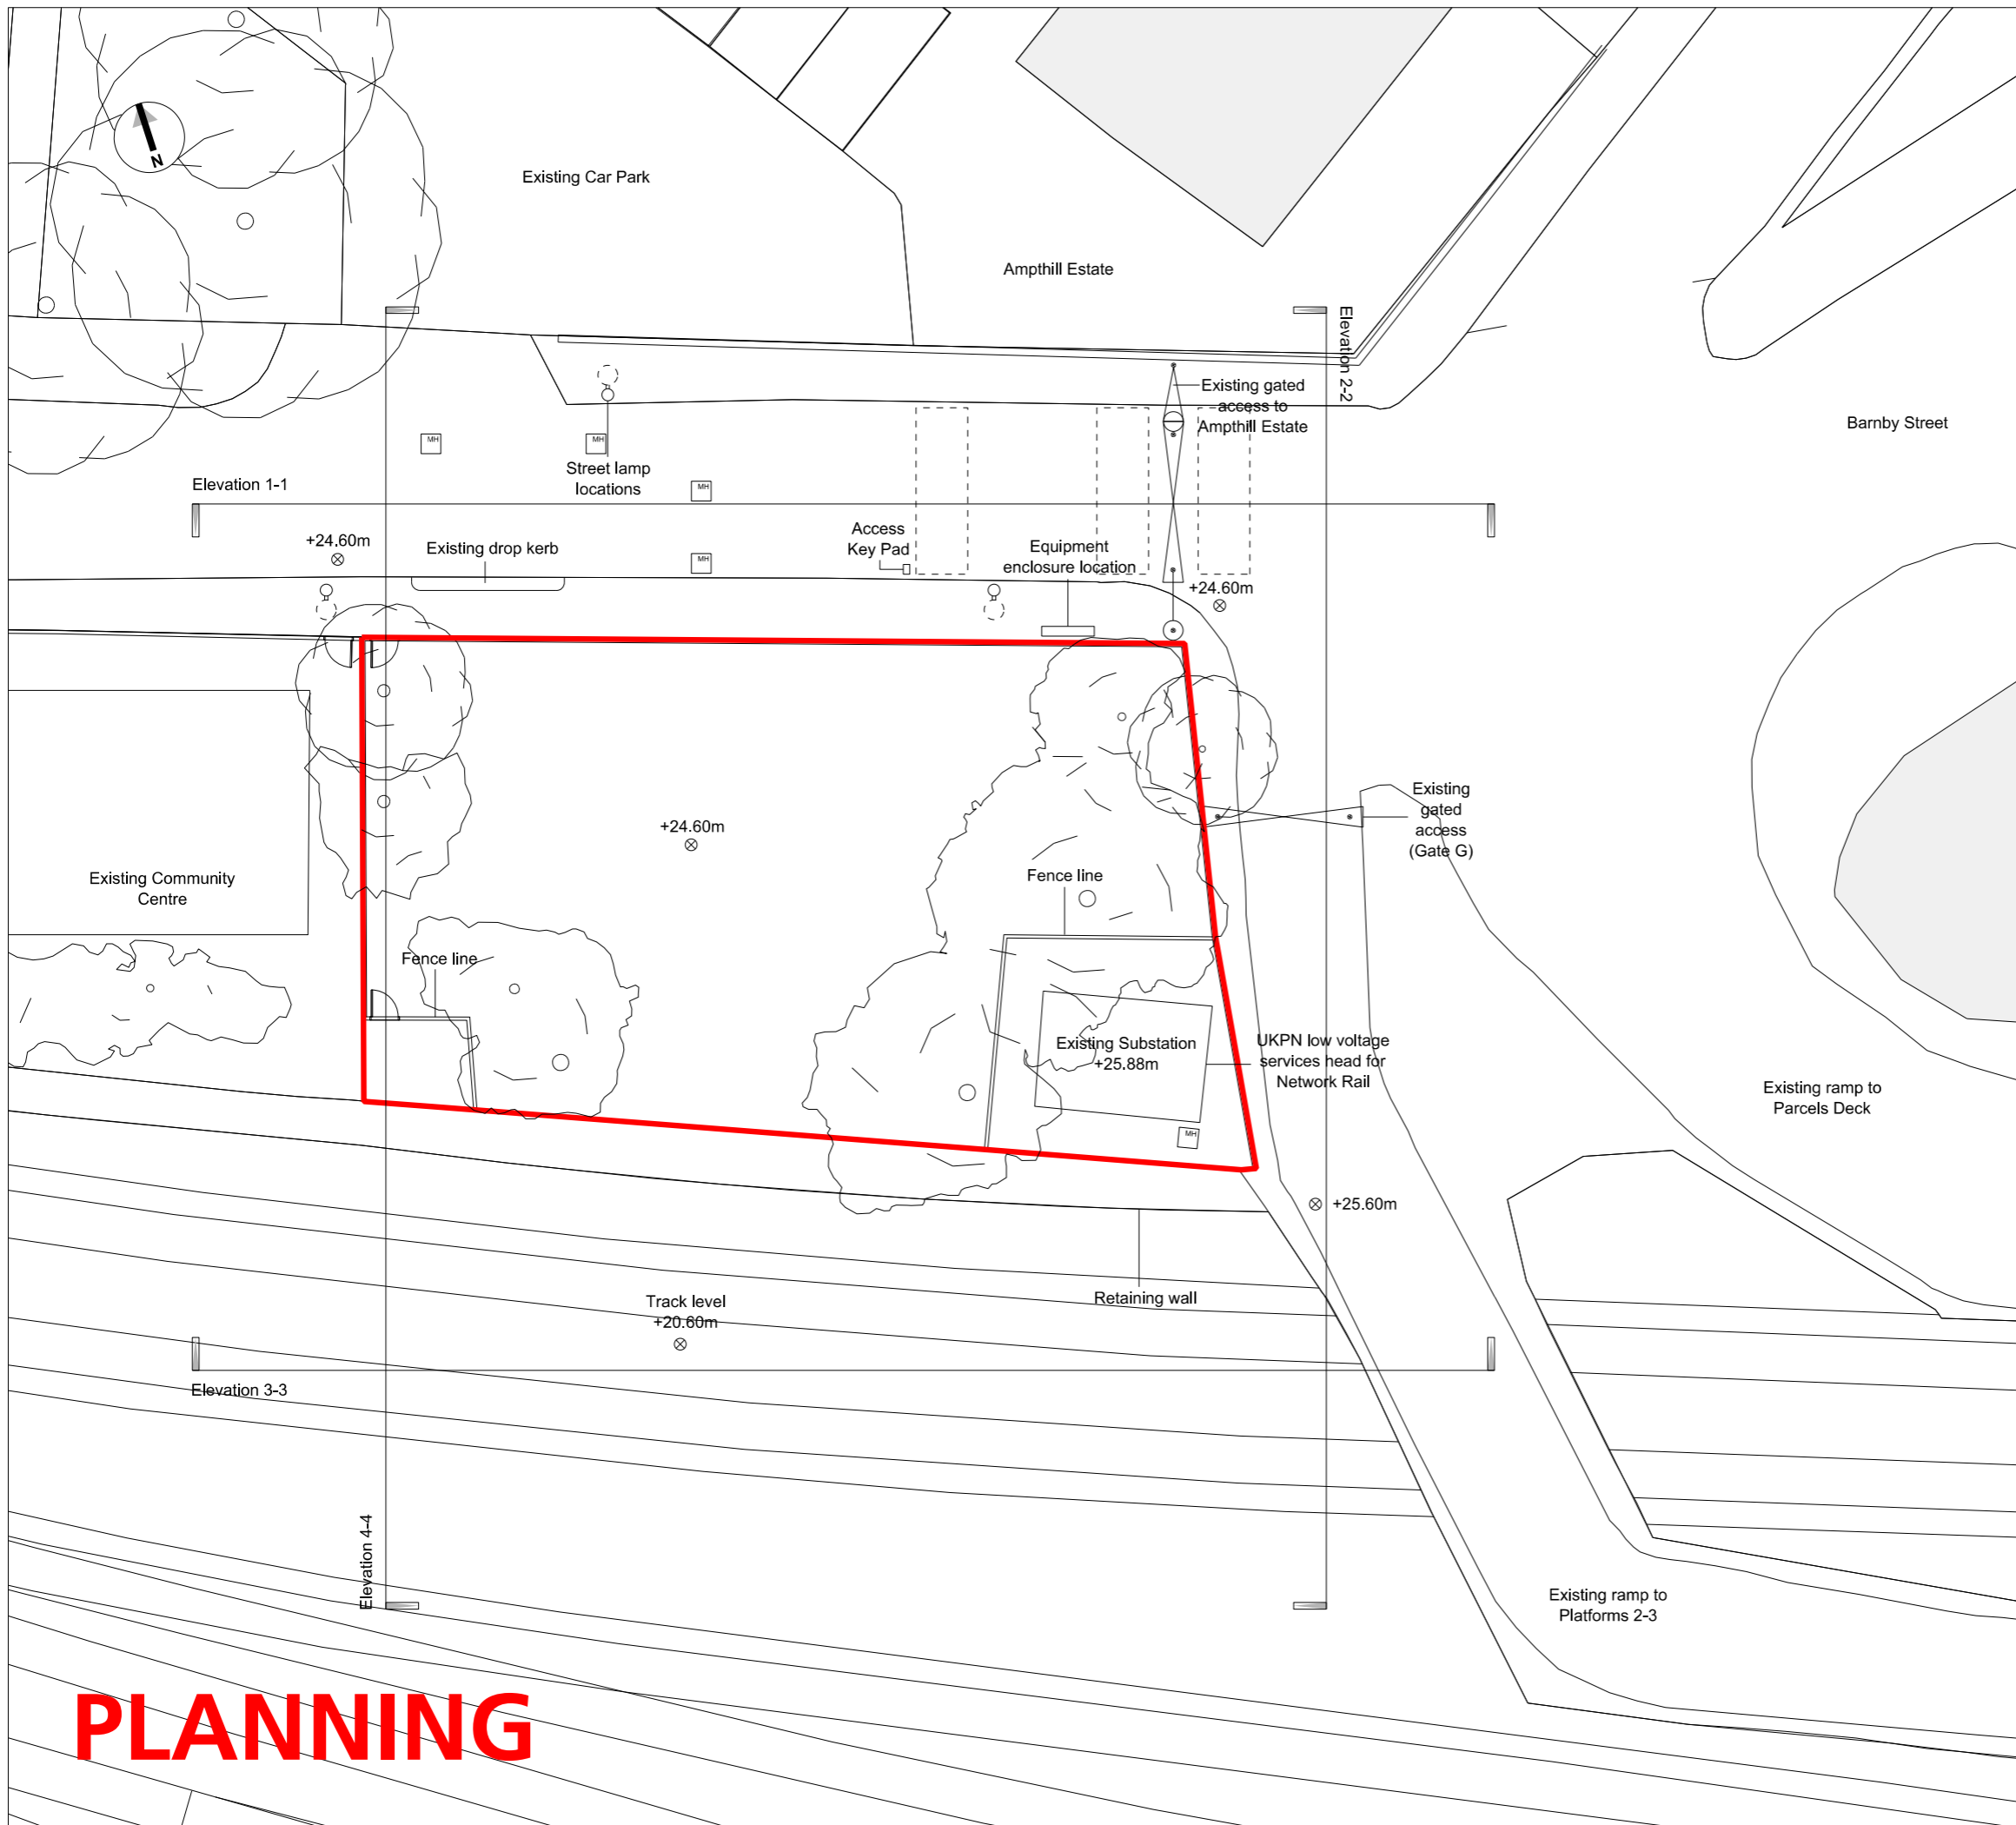 N
Existing Car Park
Ampthill Estate
Elevation 2-2
Existing gated
access to
Ampthill Estate
Barnby Street
MH
MH
Street lamp
locations
Elevation 1-1
MH
Access
Key Pad
+24.60m
Existing drop kerb
MH
Equipment
enclosure location
+24.60m
Existing
gated
access
(Gate G)
+24.60m
Existing Community
Centre
Fence line
Fence line
Existing Substation
+25.88m
UKPN low voltage
services head for
Network Rail
MH
Existing ramp to
Parcels Deck
+25.60m
Retaining wall
Track level
+20.60m
Elevation 3-3
Elevation 4-4
Existing ramp to
Platforms 2-3
PLANNING